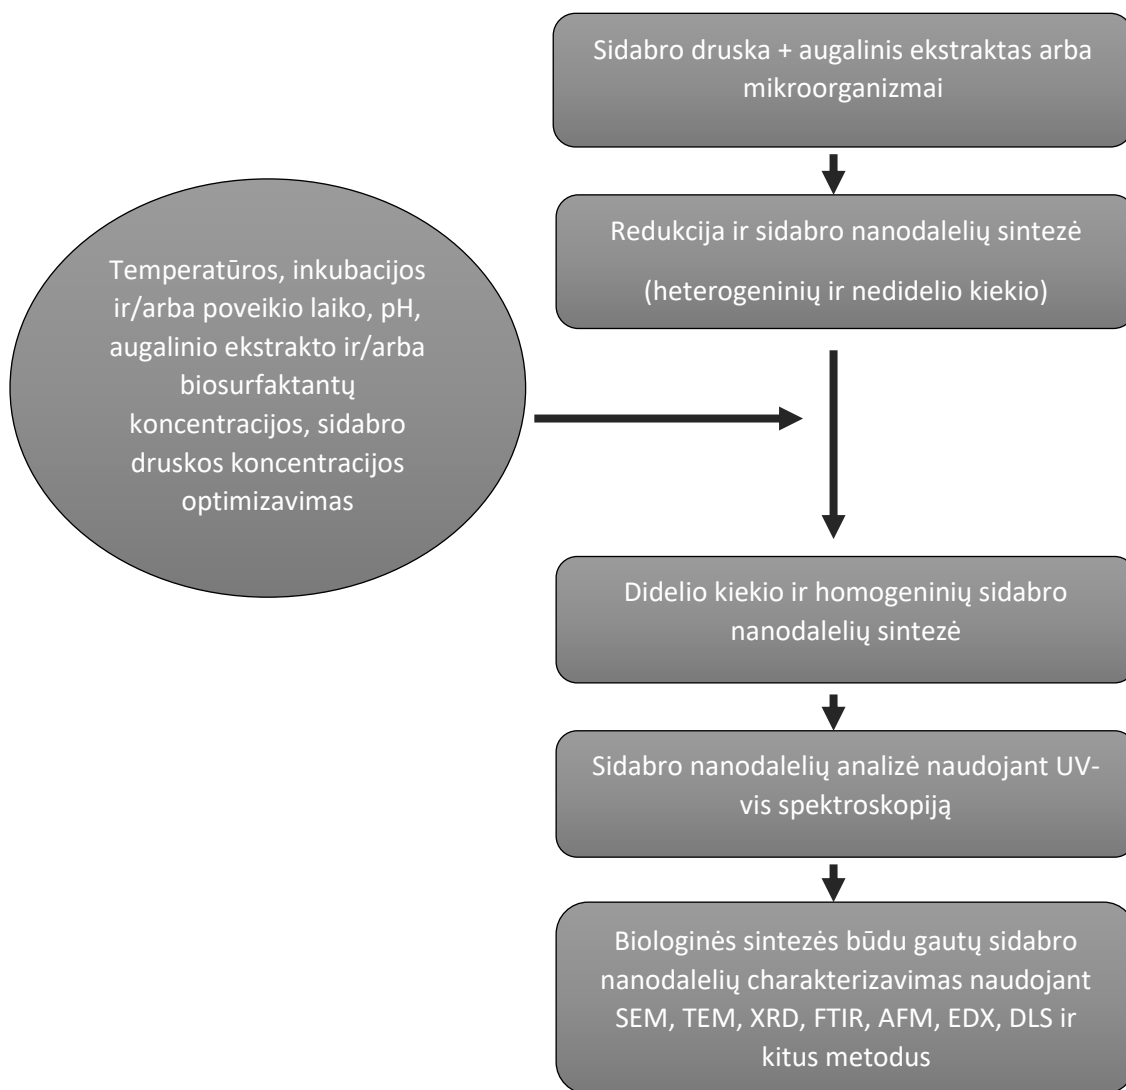 Sidabro druska + augalinis ekstraktas arba
mikroorganizmai
Redukcija ir sidabro nanodalelių sintezė
(heterogeninių ir nedidelio kiekio)
Temperatūros, inkubacijos
ir/arba poveikio laiko, pH,
augalinio ekstrakto ir/arba
biosurfaktantų
koncentracijos, sidabro
druskos koncentracijos
optimizavimas
Didelio kiekio ir homogeninių sidabro
nanodalelių sintezė
Sidabro nanodalelių analizė naudojant UV-
vis spektroskopiją
Biologinės sintezės būdu gautų sidabro
nanodalelių charakterizavimas naudojant
SEM, TEM, XRD, FTIR, AFM, EDX, DLS ir
kitus metodus